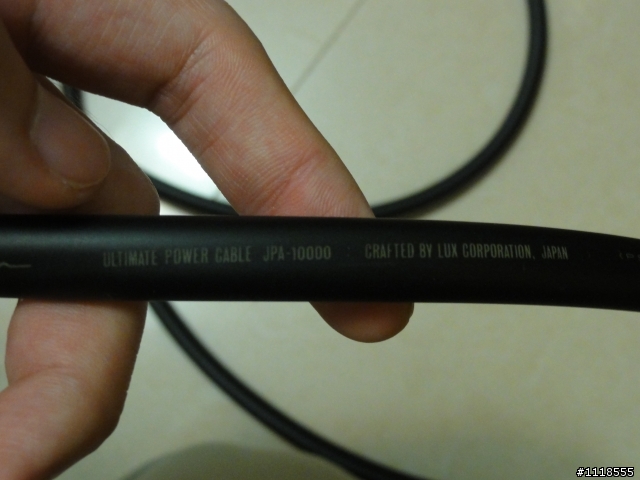 ULTIMATE POWER CABLE JPA-10000 CRAFTED BY LUX CORPORATION, JAPAN
#1118555